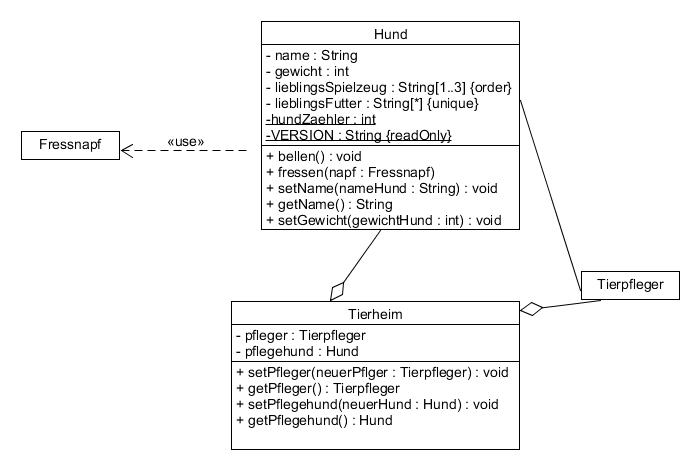 Hund
- name : String
- gewicht : int
- lieblingsSpielzeug : String[1..3] {order}
- lieblingsFutter : String[*] {unique}
-hundZaehler : int
-VERSION : String {readOnly}
+ bellen() : void
+ fressen(napf : Fressnapf)
+ setName(nameHund : String) : void
+ getName() : String
+ setGewicht(gewichtHund : int) : void
Fressnapf
«use»
Tierpfleger
Tierheim
- pfleger : Tierpfleger
- pflegehund : Hund
+ setPfleger(neuerPflger : Tierpfleger) : void
+ getPfleger() : Tierpfleger
+ setPflegehund(neuerHund : Hund) : void
+ getPflegehund() : Hund